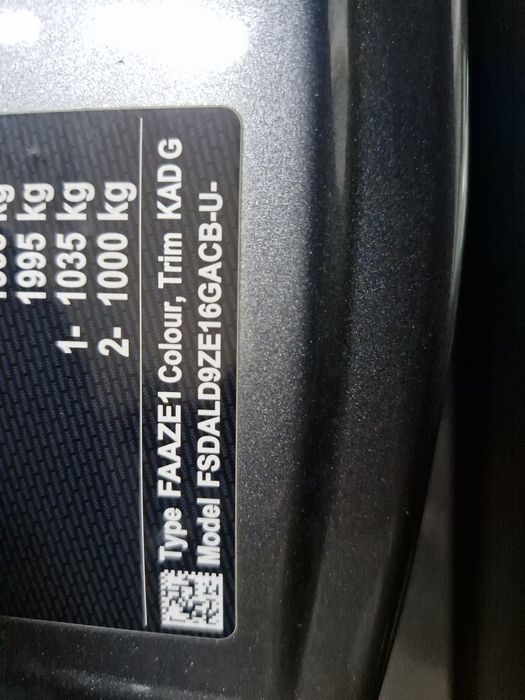 1995 kg
1- 1035 kg
2- 1000 kg
Type FAAZE1 Colour, Trim KAD G
Model FSDALD9ZE16GACB-U-